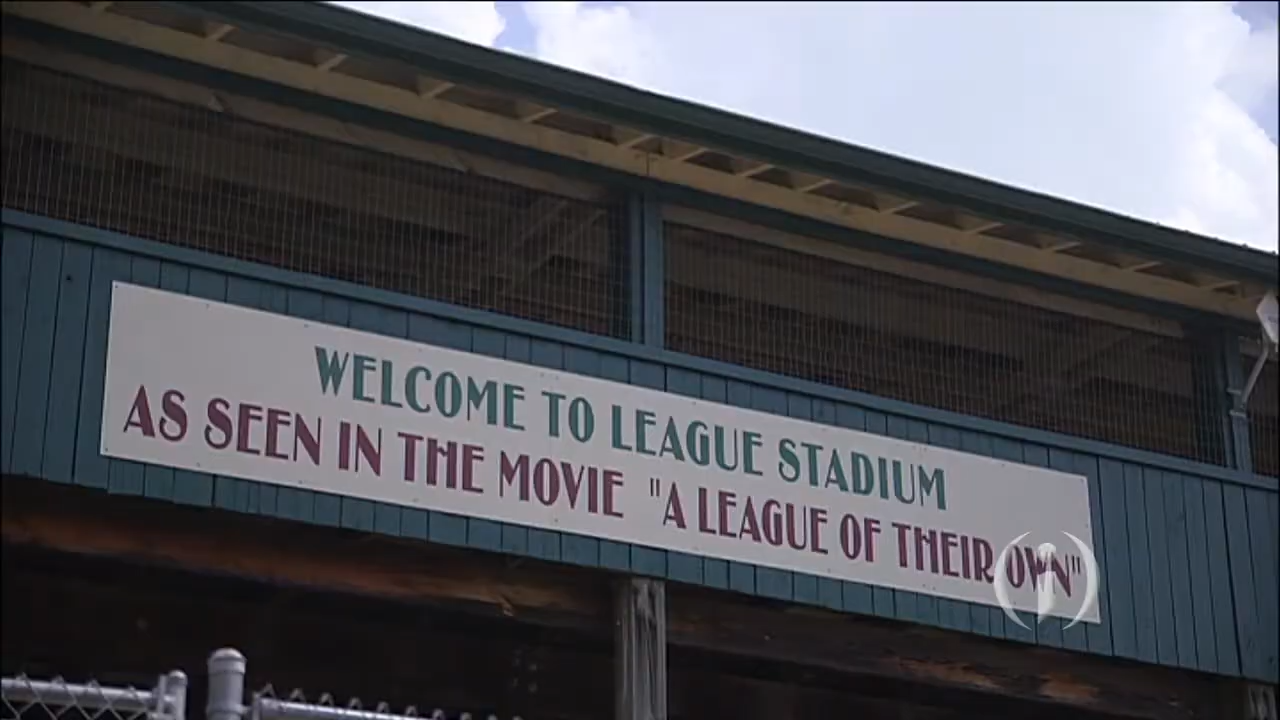 WELCOME TO LEAGUE STADIUM
AS SEEN IN THE MOVIE "A LEAGUE OF THEIR OWN"